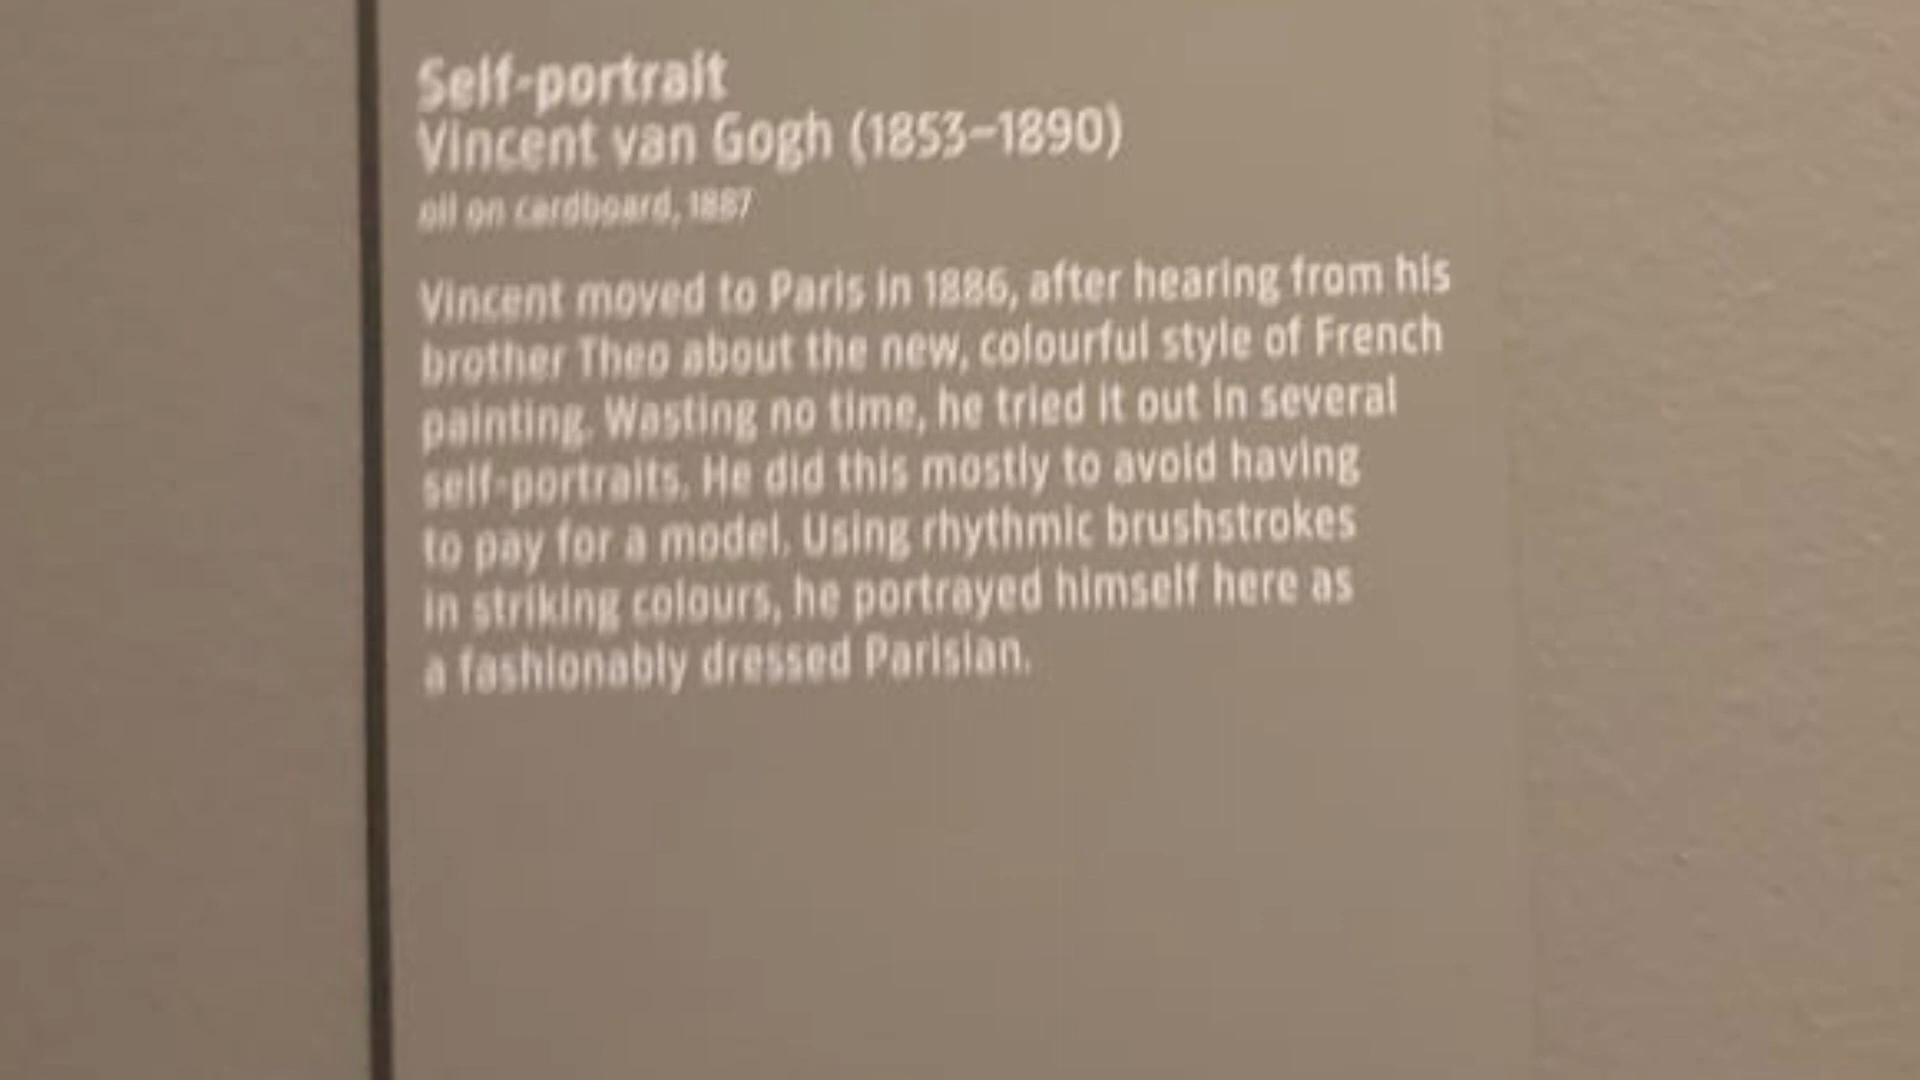 Self-portrait
Vincent van Gogh (1853–1890)
oil on cardboard, 1887
Vincent moved to Paris in 1886, after hearing from his
brother Theo about the new, colourful style of French
painting. Wasting no time, he tried it out in several
self-portraits. He did this mostly to avoid having
to pay for a model. Using rhythmic brushstrokes
in striking colours, he portrayed himself here as
a fashionably dressed Parisian.